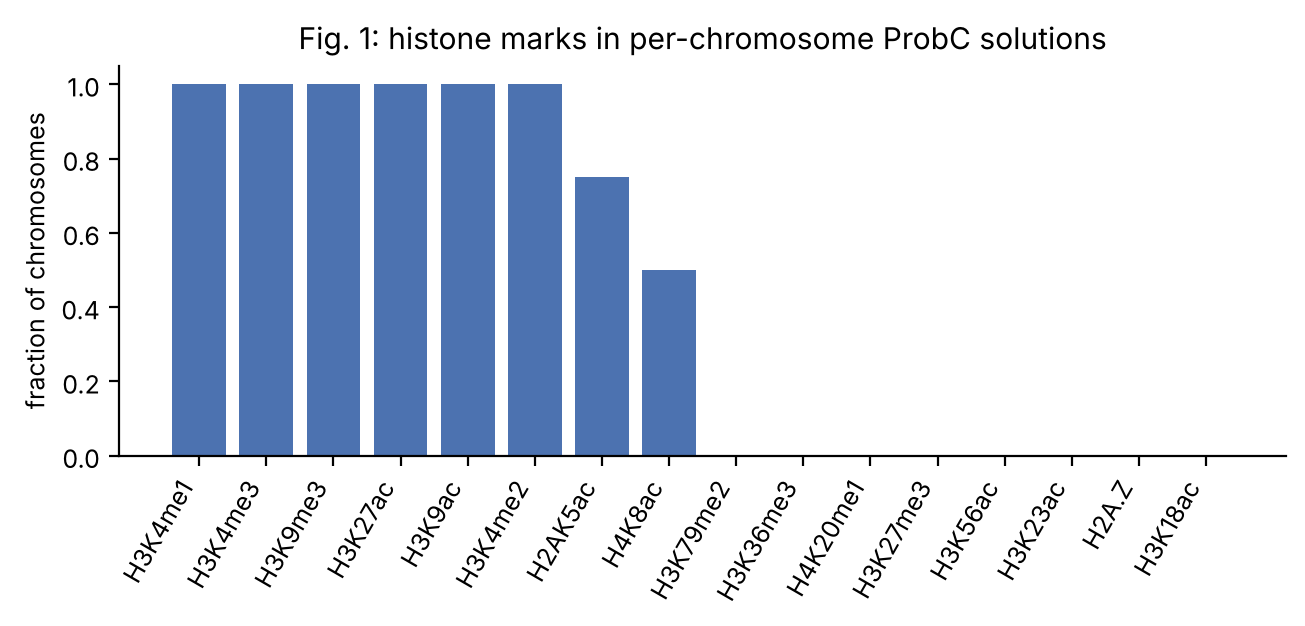 Fig. 1: histone marks in per-chromosome ProbC solutions
fraction of chromosomes
1.0
0.8
0.6
0.4
0.2
0.0
H3K4me1
H3K4me3
H3K9me3
H3K27ac
H3K9ac
H3K4me2
H2AK5ac
H4K8ac
H3K79me2
H3K36me3
H4K20me1
H3K27me3
H3K56ac
H3K23ac
H2A.Z
H3K18ac